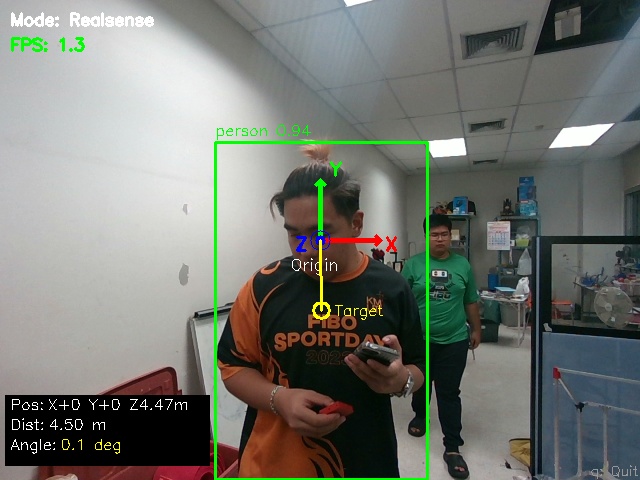 Mode: Realsense
FPS: 1.3
person 0.94
Y
Z
X
Origin
Target
KM
FIBO
SPORTDAY
Pos: X+0 Y+0 Z4.47m
Dist: 4.50 m
Angle: 0.1 deg
q: Quit